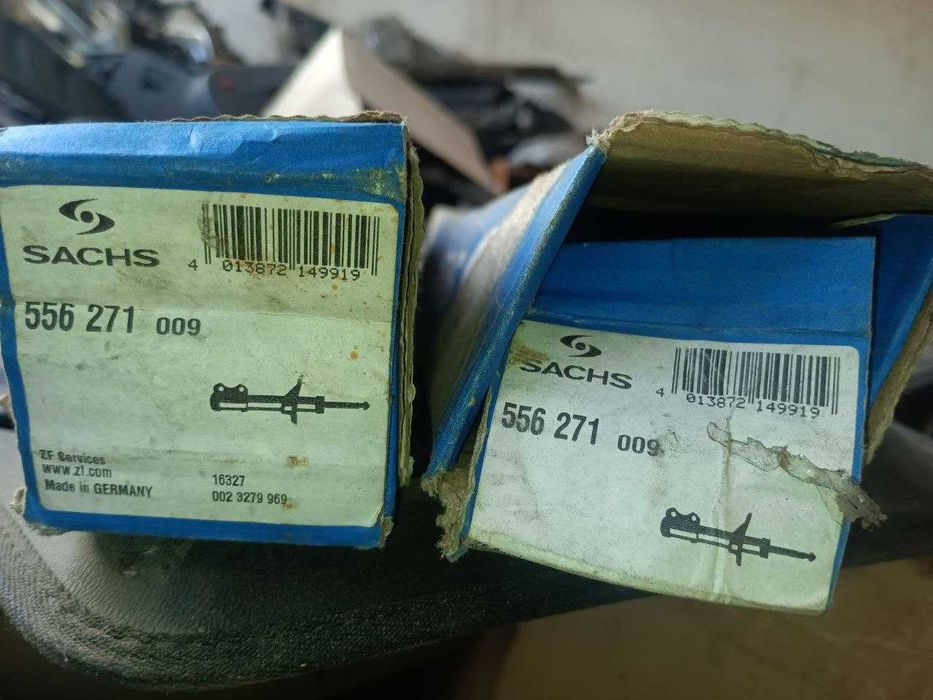 SACHS
4 013872 149919
556 271 009
ZF Services
www.zf.com
Made in GERMANY
16327
002 3279 969
SACHS
4 013872 149919
556 271 009